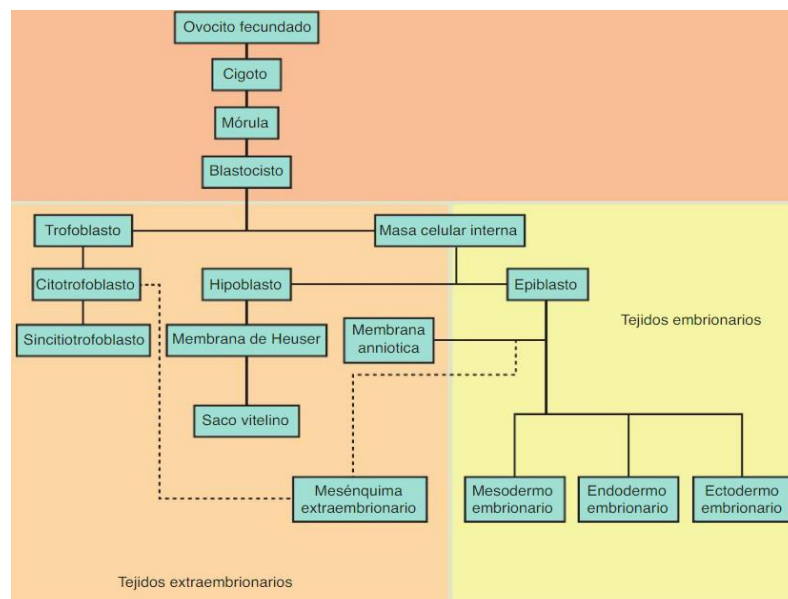 Ovocito fecundado
Cigoto
Mórula
Blastocisto
Trofoblasto
Masa celular interna
Citotrofoblasto
Hipoblasto
Epiblasto
Tejidos embrionarios
Sincitiotrofoblasto
Membrana de Heuser
Membrana
anniotica
Saco vitelino
Mesénquima
extraembrionario
Mesodermo
embrionario
Endodermo
embrionario
Ectodermo
embrionario
Tejidos extraembrionarios